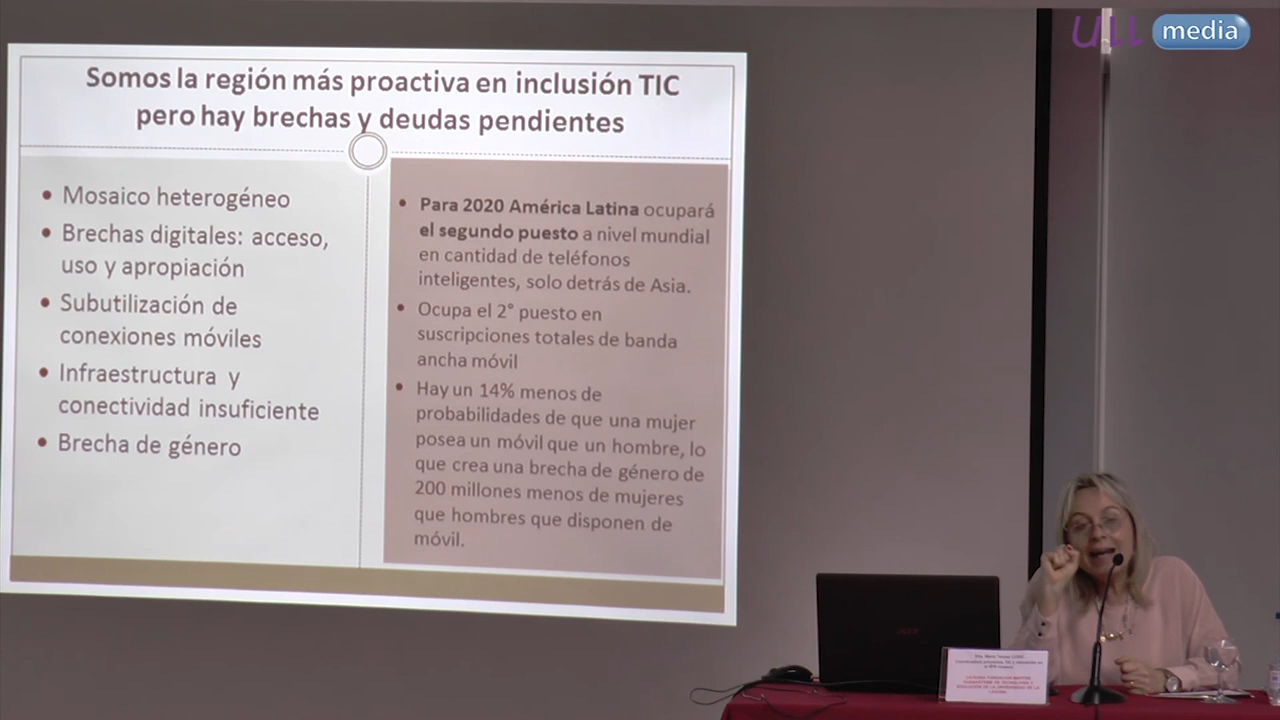 ULL media
Somos la región más proactiva en inclusión TIC
pero hay brechas y deudas pendientes
• Mosaico heterogéneo
• Brechas digitales: acceso,
uso y apropiación
• Subutilización de
conexiones móviles
• Infraestructura y
conectividad insuficiente
• Brecha de género
• Para 2020 América Latina ocupará
el segundo puesto a nivel mundial
en cantidad de teléfonos
inteligentes, solo detrás de Asia.
• Ocupa el 2° puesto en
suscripciones totales de banda
ancha móvil
• Hay un 14% menos de
probabilidades de que una mujer
posea un móvil que un hombre, lo
que crea una brecha de género de
200 millones menos de mujeres
que hombres que disponen de
móvil.
acer